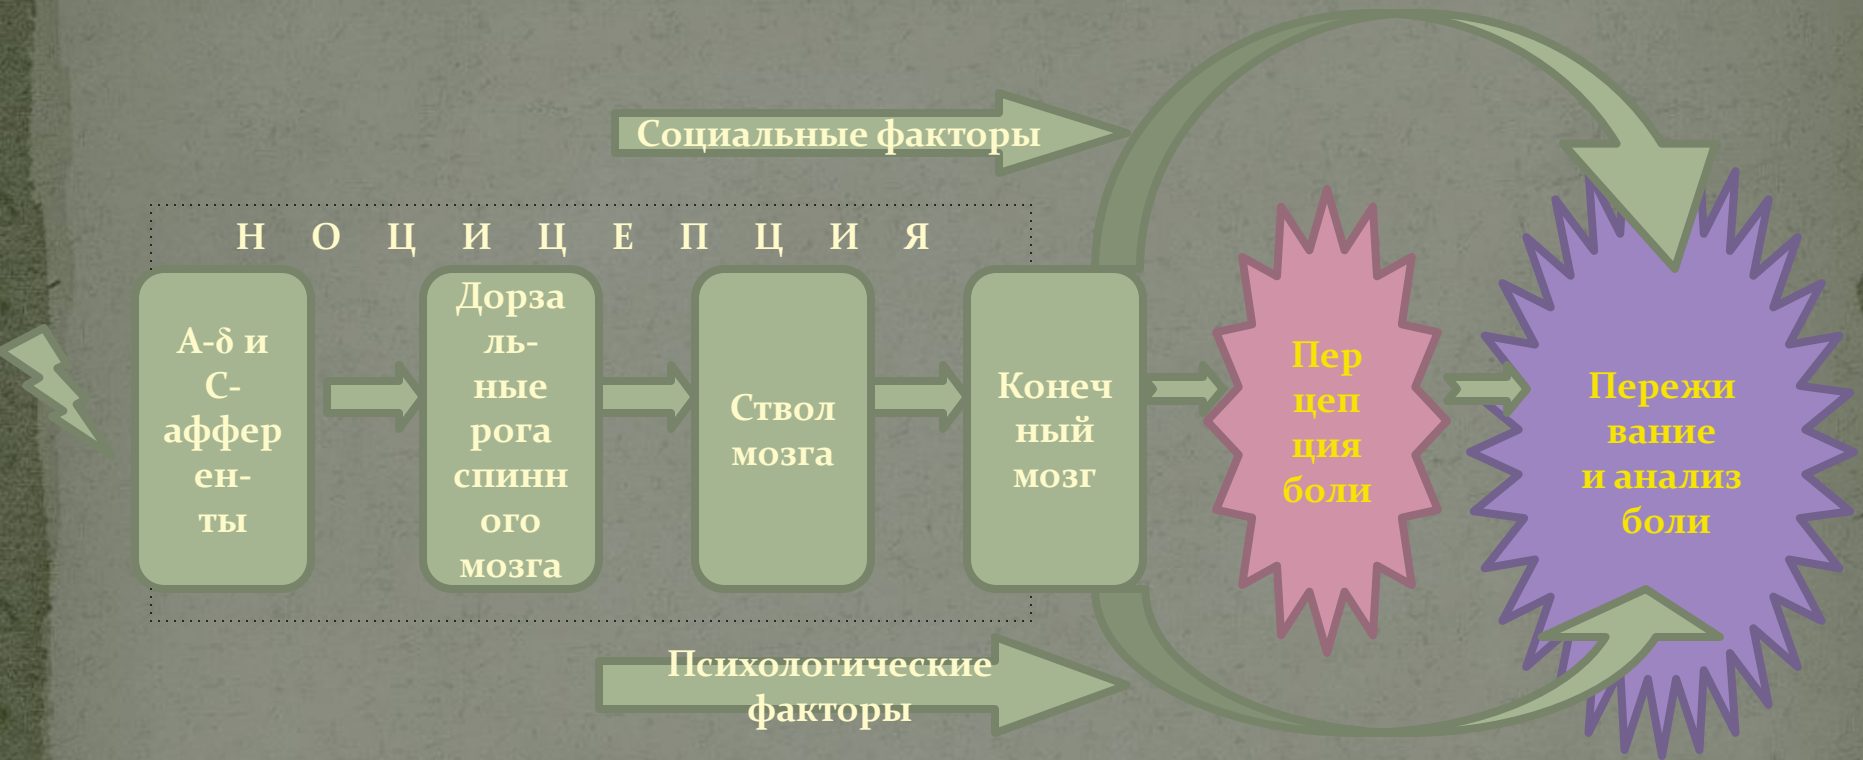 Социальные факторы
Н О Ц И Ц Е П Ц И Я
А-δ и
С-
аффер
ен-
ты
Дорза
ль-
ные
рога
спинн
ого
мозга
Ствол
мозга
Конеч
ный
мозг
Пер
цеп
ция
боли
Пережи
вание
и анализ
боли
Психологические
факторы